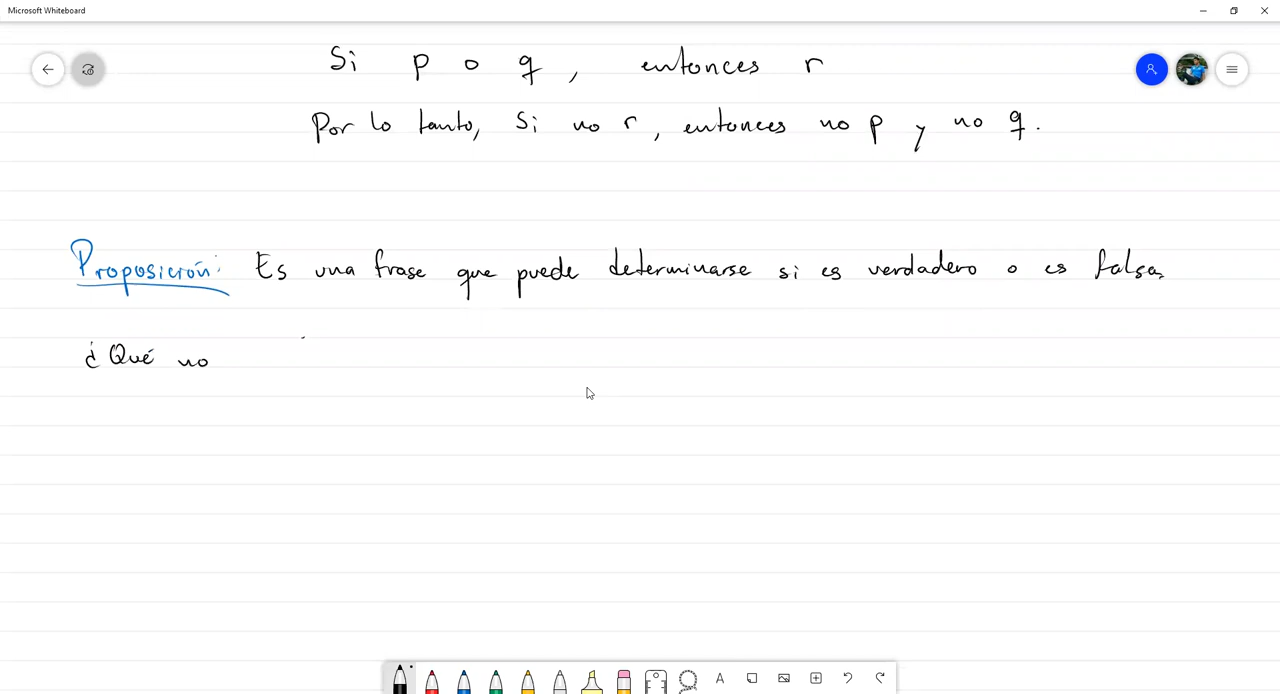 Microsoft Whiteboard
Si p o q, entonces r
Por lo tanto, Si no r, entonces no p y no q.
Proposición: Es una frase que puede determinarse si es verdadero o es falsa.
¿Qué no